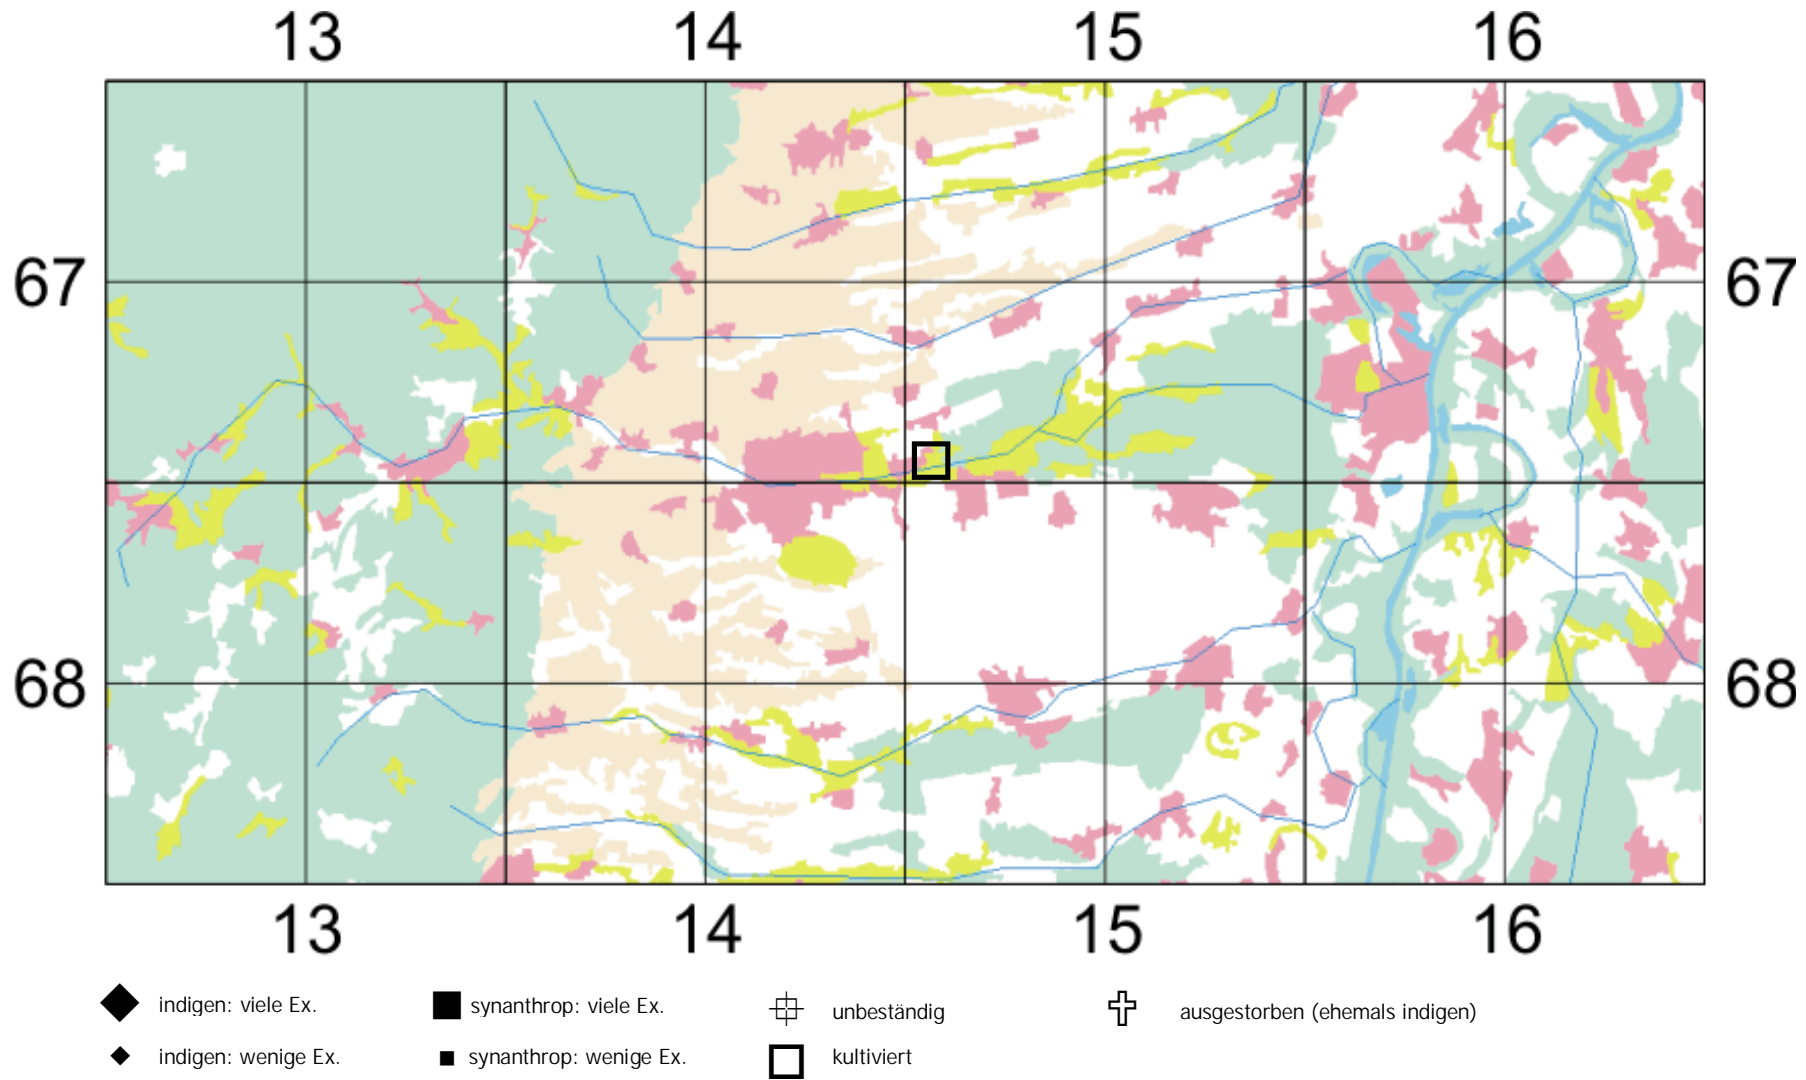 13 14 15 16
67 67
68 68
13 14 15 16
indigen: viele Ex. synanthrop: viele Ex. unbeständig ausgestorben (ehemals indigen)
indigen: wenige Ex. synanthrop: wenige Ex. kultiviert